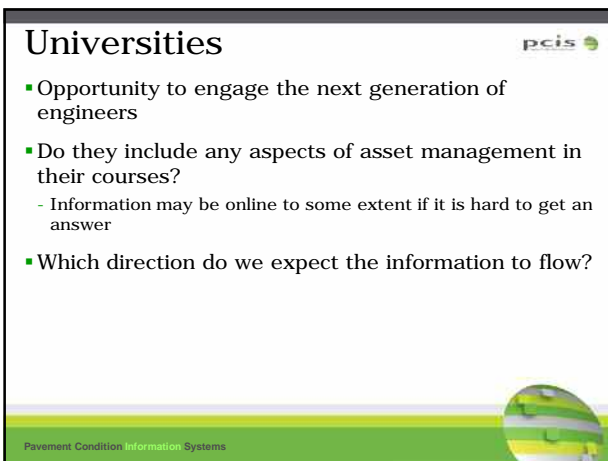 Universities
pcis
▪ Opportunity to engage the next generation of
engineers
▪ Do they include any aspects of asset management in
their courses?
- Information may be online to some extent if it is hard to get an
answer
▪ Which direction do we expect the information to flow?
Pavement Condition Information Systems